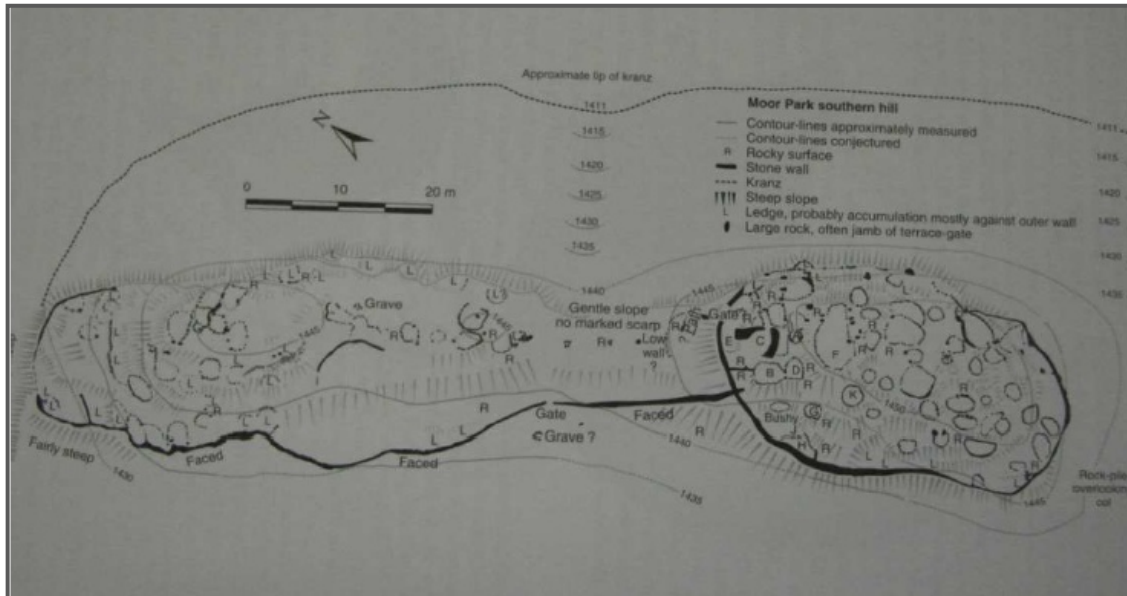 Approximate lip of kranz
Moor Park southern hill
Contour-lines approximately measured
Contour-lines conjectured
R Rocky surface
Stone wall
Kranz
Steep slope
L Ledge, probably accumulation mostly against outer wall
Large rock, often jamb of terrace-gate
N
0 10 20 m
1411
1415
1420
1425
1430
1435
1440
1411
1415
1420
1425
1430
1435
Grave
1445
1445
Gentle slope
no marked scarp
Low
wall
?
Path
?
1445
Gate
E C
B D
F
G
K
H
Bushy
1450
Gate
Faced
Grave ?
1440
1435
Faced
Faced
Fairly steep
1430
1445
Rock-pile
overlooking
col